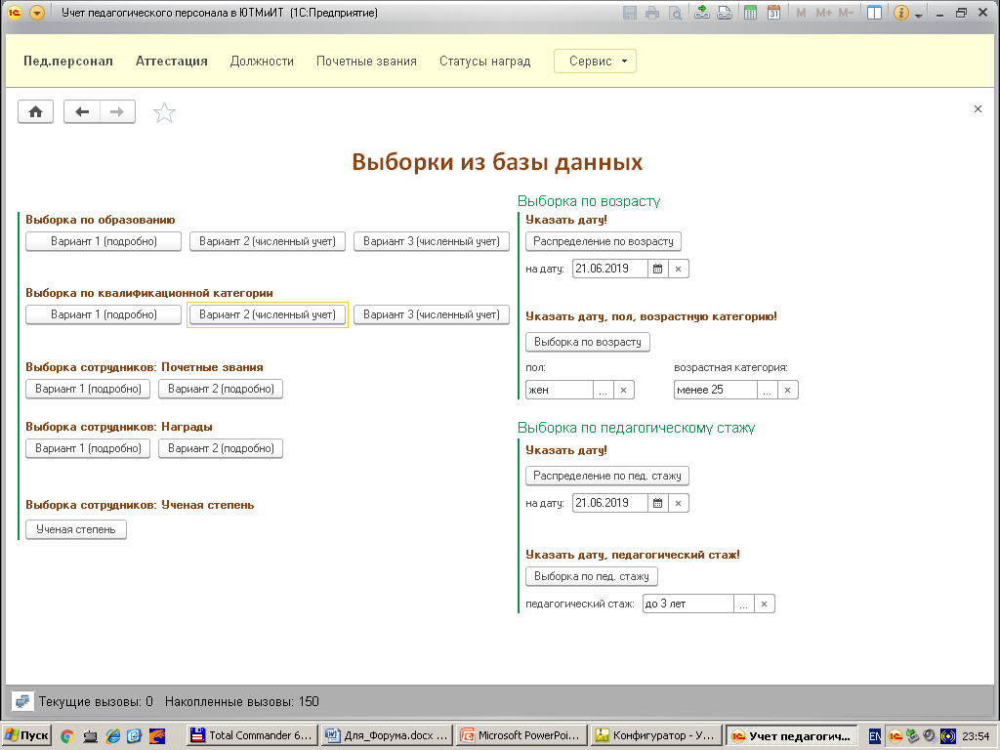 Учет педагогического персонала в ЮТМиИТ (1С:Предприятие)
М М+ М-
Пед.персонал Аттестация Должности Почетные звания Статусы наград Сервис
Выборки из базы данных
Выборка по образованию
Вариант 1 (подробно) Вариант 2 (численный учет) Вариант 3 (численный учет)
Выборка по квалификационной категории
Вариант 1 (подробно) Вариант 2 (численный учет) Вариант 3 (численный учет)
Выборка сотрудников: Почетные звания
Вариант 1 (подробно) Вариант 2 (подробно)
Выборка сотрудников: Награды
Вариант 1 (подробно) Вариант 2 (подробно)
Выборка сотрудников: Ученая степень
Ученая степень
Выборка по возрасту
Указать дату!
Распределение по возрасту
на дату: 21.06.2019
Указать дату, пол, возрастную категорию!
Выборка по возрасту
пол: возрастная категория:
жен ... менее 25 ...
Выборка по педагогическому стажу
Указать дату!
Распределение по пед. стажу
на дату: 21.06.2019
Указать дату, педагогический стаж!
Выборка по пед. стажу
педагогический стаж: до 3 лет ...
Текущие вызовы: 0 Накопленные вызовы: 150
Пуск Total Commander 6... Для_Форума.docx ... Microsoft PowerPoi... Конфигуратор - У... Учет педагогич... EN 23:54